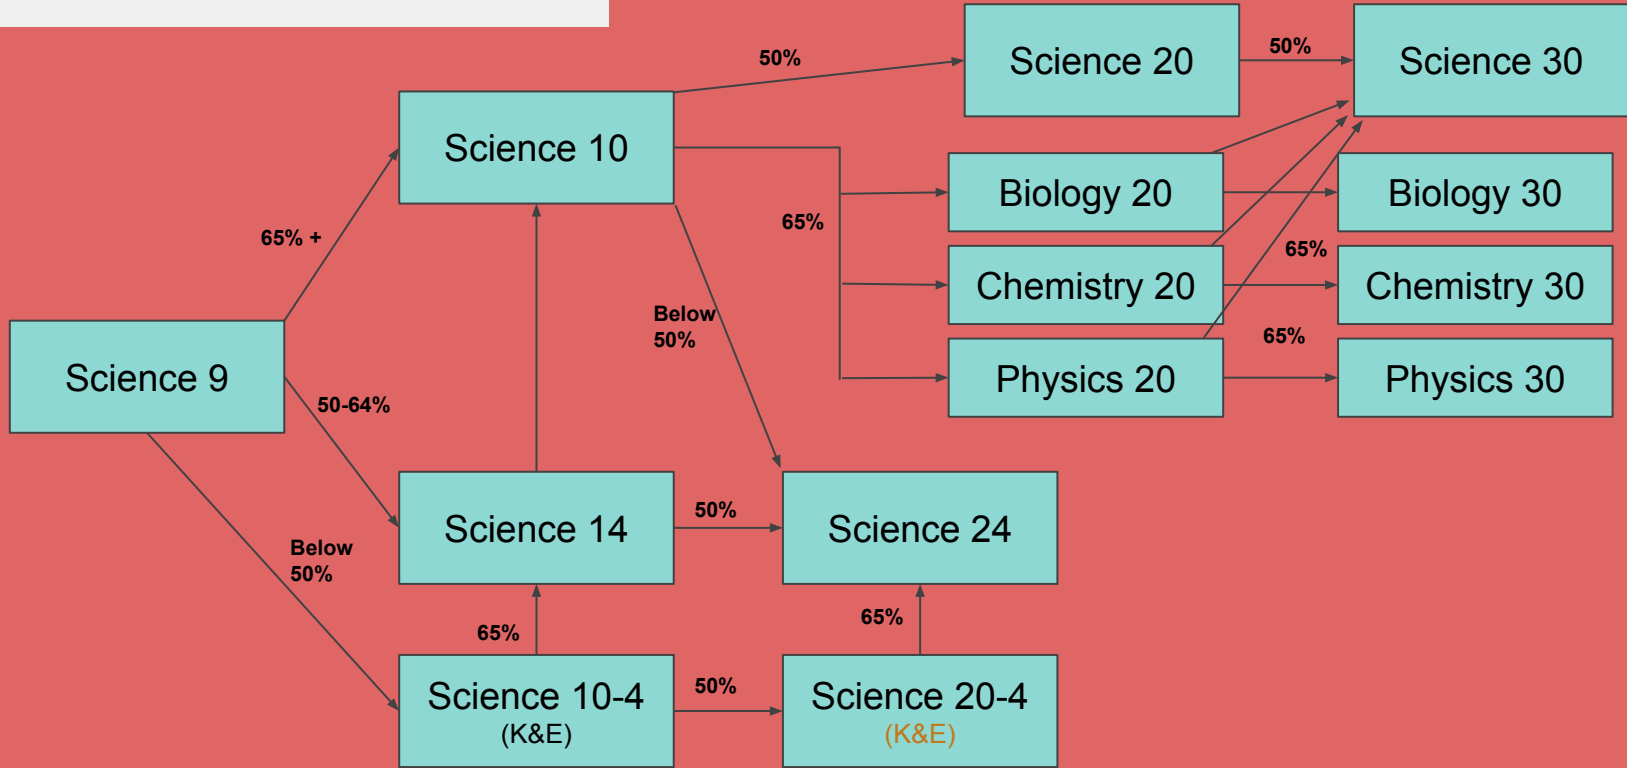 Science 20
50%
Science 30
50%
Science 10
Biology 20
Biology 30
65%
65% +
Chemistry 20
65%
Chemistry 30
Below
50%
Science 9
Physics 20
65%
Physics 30
50-64%
Science 14
50%
Science 24
Below
50%
65%
65%
Science 10-4
(K&E)
50%
Science 20-4
(K&E)